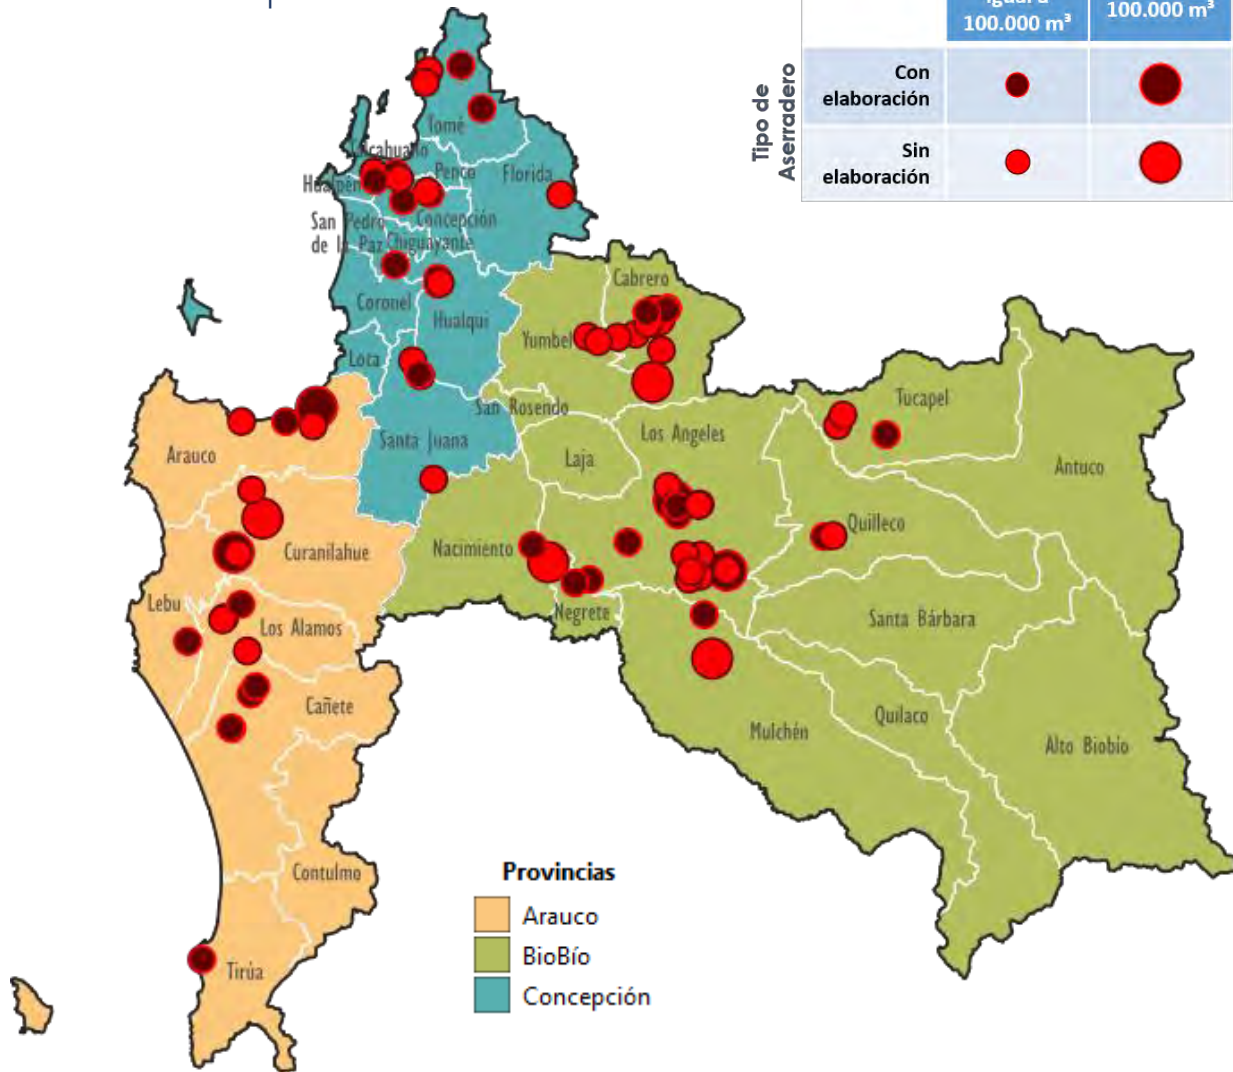 100.000 m³
100.000 m³
Tipo de
Aserradero
Con
elaboración
Sin
elaboración
Tomé
Penco
Florida
San Pedro
de la Paz
Concepción
Chiguayante
Coronel
Hualqui
Lota
San Rosendo
Santa Juana
Cabrero
Yumbel
Tucapel
Los Angeles
Laja
Antuco
Quilleco
Nacimiento
Negrete
Santa Bárbara
Quilaco
Mulchén
Alto Biobío
Arauco
Curanilahue
Lebu
Los Alamos
Cañete
Contulmo
Tirúa
Provincias
Arauco
BioBío
Concepción